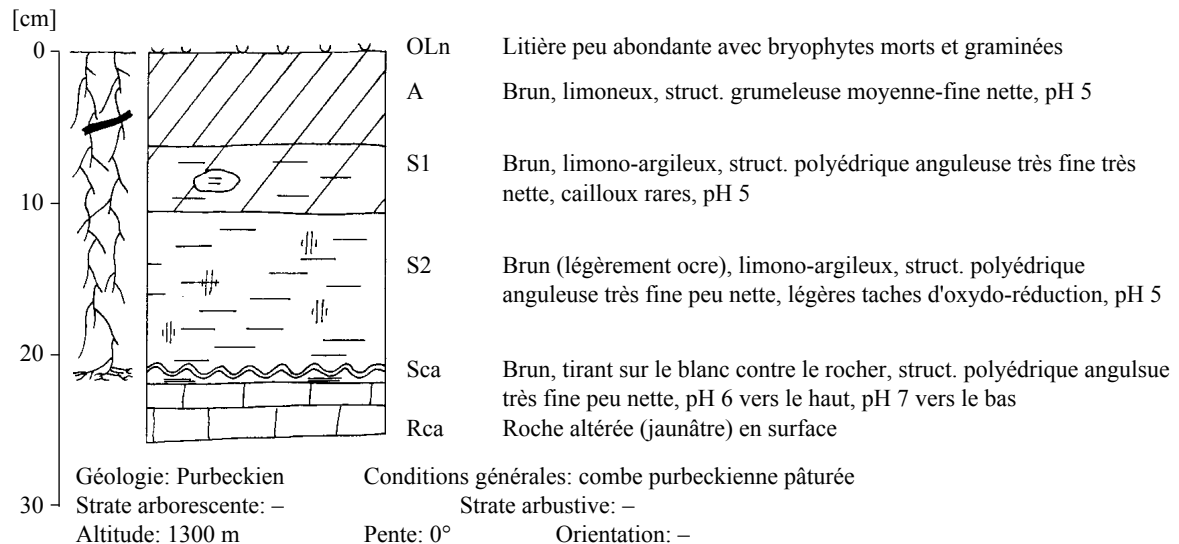 [cm]
0
OLn Litière peu abondante avec bryophytes morts et graminées
A Brun, limoneux, struct. grumeleuse moyenne-fine nette, pH 5
S1 Brun, limono-argileux, struct. polyédrique anguleuse très fine très
nette, cailloux rares, pH 5
10
S2 Brun (légèrement ocre), limono-argileux, struct. polyédrique
anguleuse très fine peu nette, légères taches d'oxydo-réduction, pH 5
20
Sca Brun, tirant sur le blanc contre le rocher, struct. polyédrique angulsue
très fine peu nette, pH 6 vers le haut, pH 7 vers le bas
Rca Roche altérée (jaunâtre) en surface
Géologie: Purbeckien Conditions générales: combe purbeckienne pâturée
30
Strate arborescente: – Strate arbustive: –
Altitude: 1300 m Pente: 0° Orientation: –